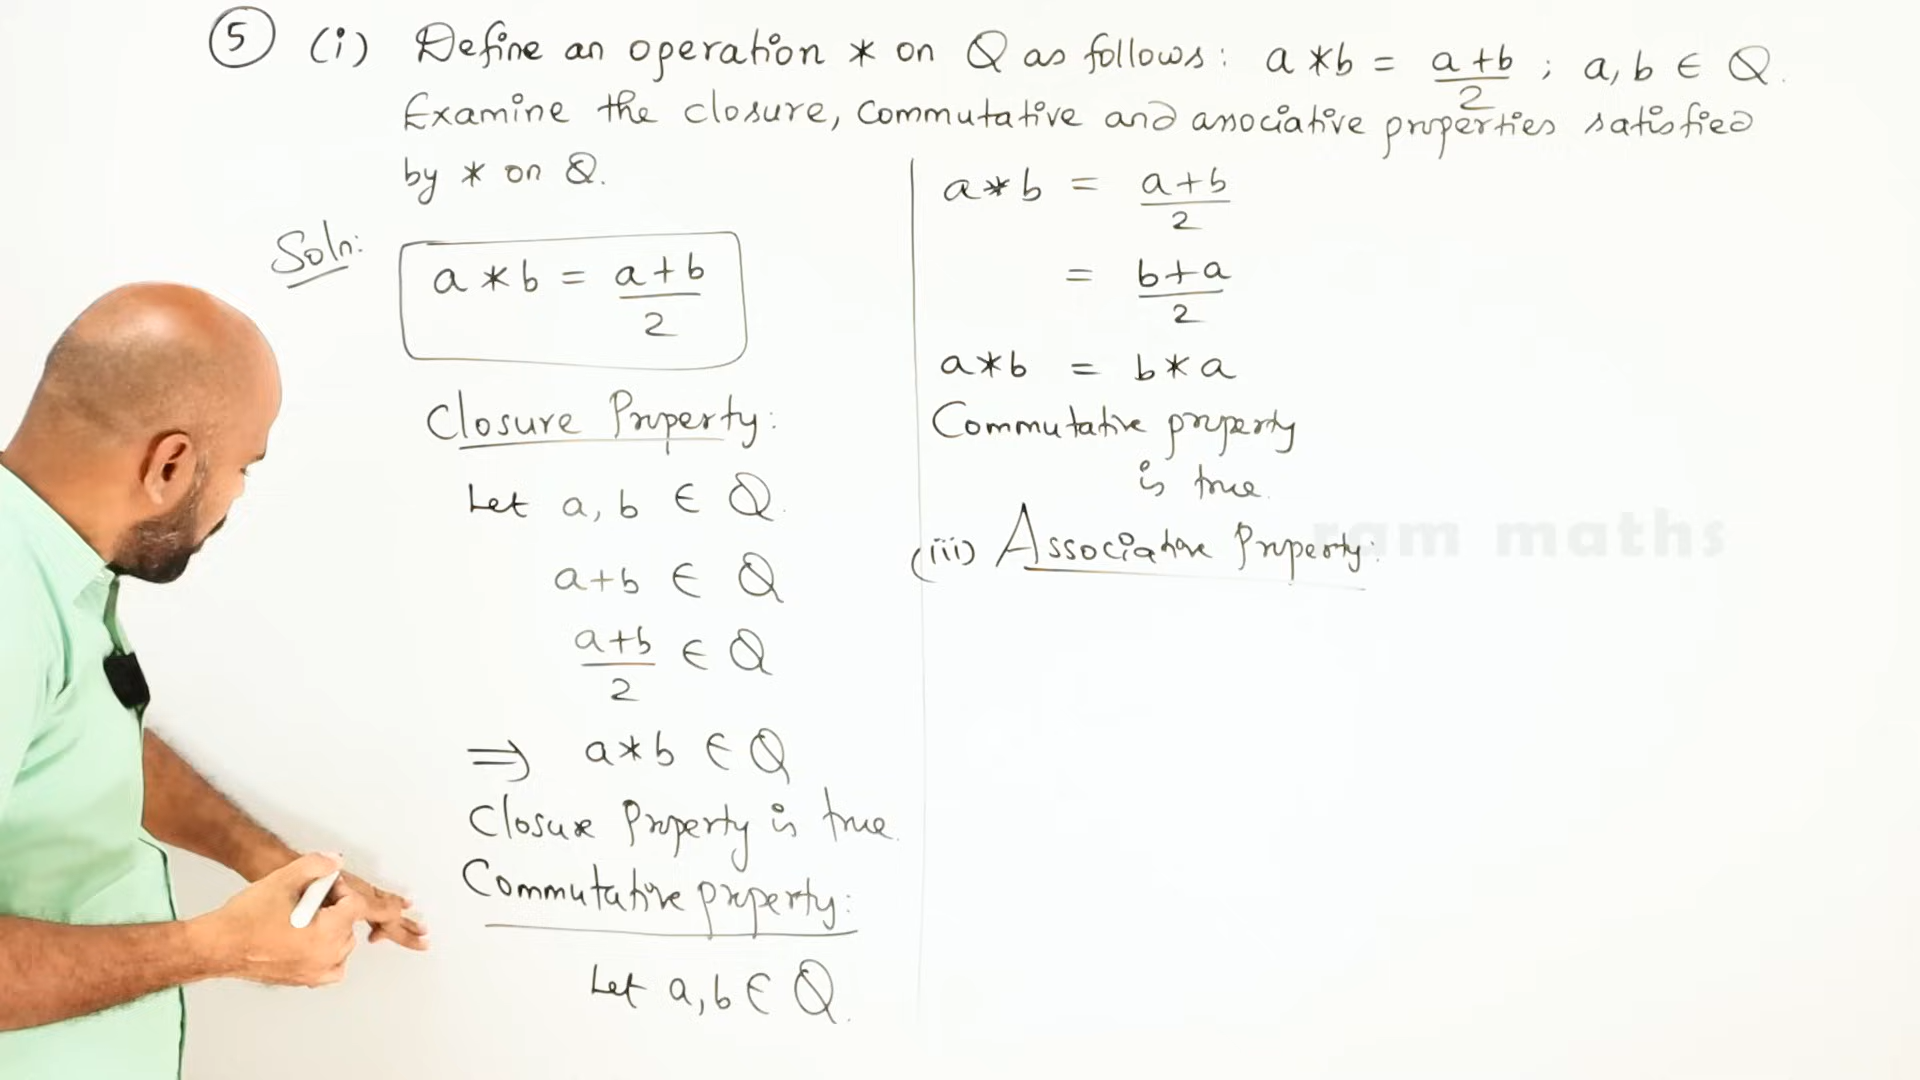 5 (i) Define an operation * on Q as follows: a*b = a+b/2 ; a, b ∈ Q.
Examine the closure, commutative and associative properties satisfied
by * on Q.
Soln:
a * b = a+b/2
Closure Property:
Let a, b ∈ Q.
a+b ∈ Q
a+b/2 ∈ Q
⇒ a*b ∈ Q
Closure Property is true.
Commutative property:
Let a, b ∈ Q.
a*b = a+b/2
= b+a/2
a*b = b*a
Commutative property
is true.
(iii) Associative Property:
ram maths